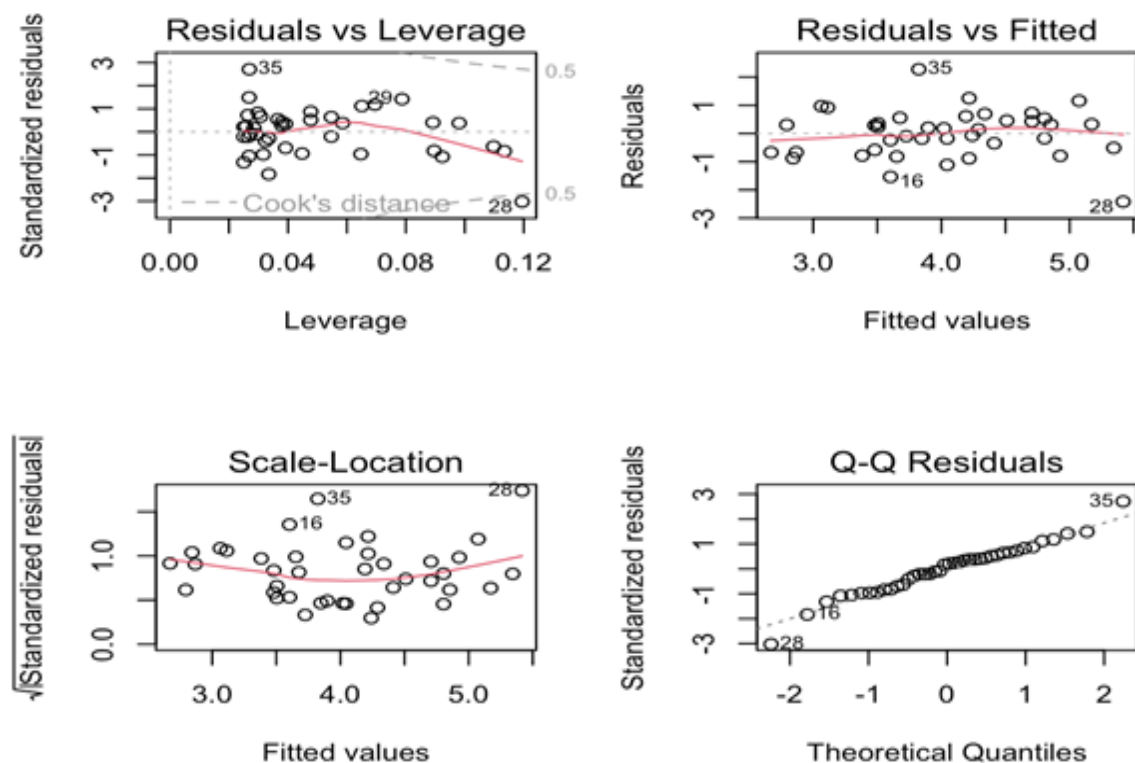 Residuals vs Leverage
Standardized residuals
3
1
-1
-3
35
29
28
0.5
0.5
Cook's distance
0.00 0.04 0.08 0.12
Leverage
Residuals vs Fitted
Residuals
1
-1
-3
35
16
28
3.0 4.0 5.0
Fitted values
Scale-Location
√|Standardized residuals|
1.0
0.0
35
16
28
3.0 4.0 5.0
Fitted values
Q-Q Residuals
Standardized residuals
3
1
-1
-3
35
16
28
-2 -1 0 1 2
Theoretical Quantiles